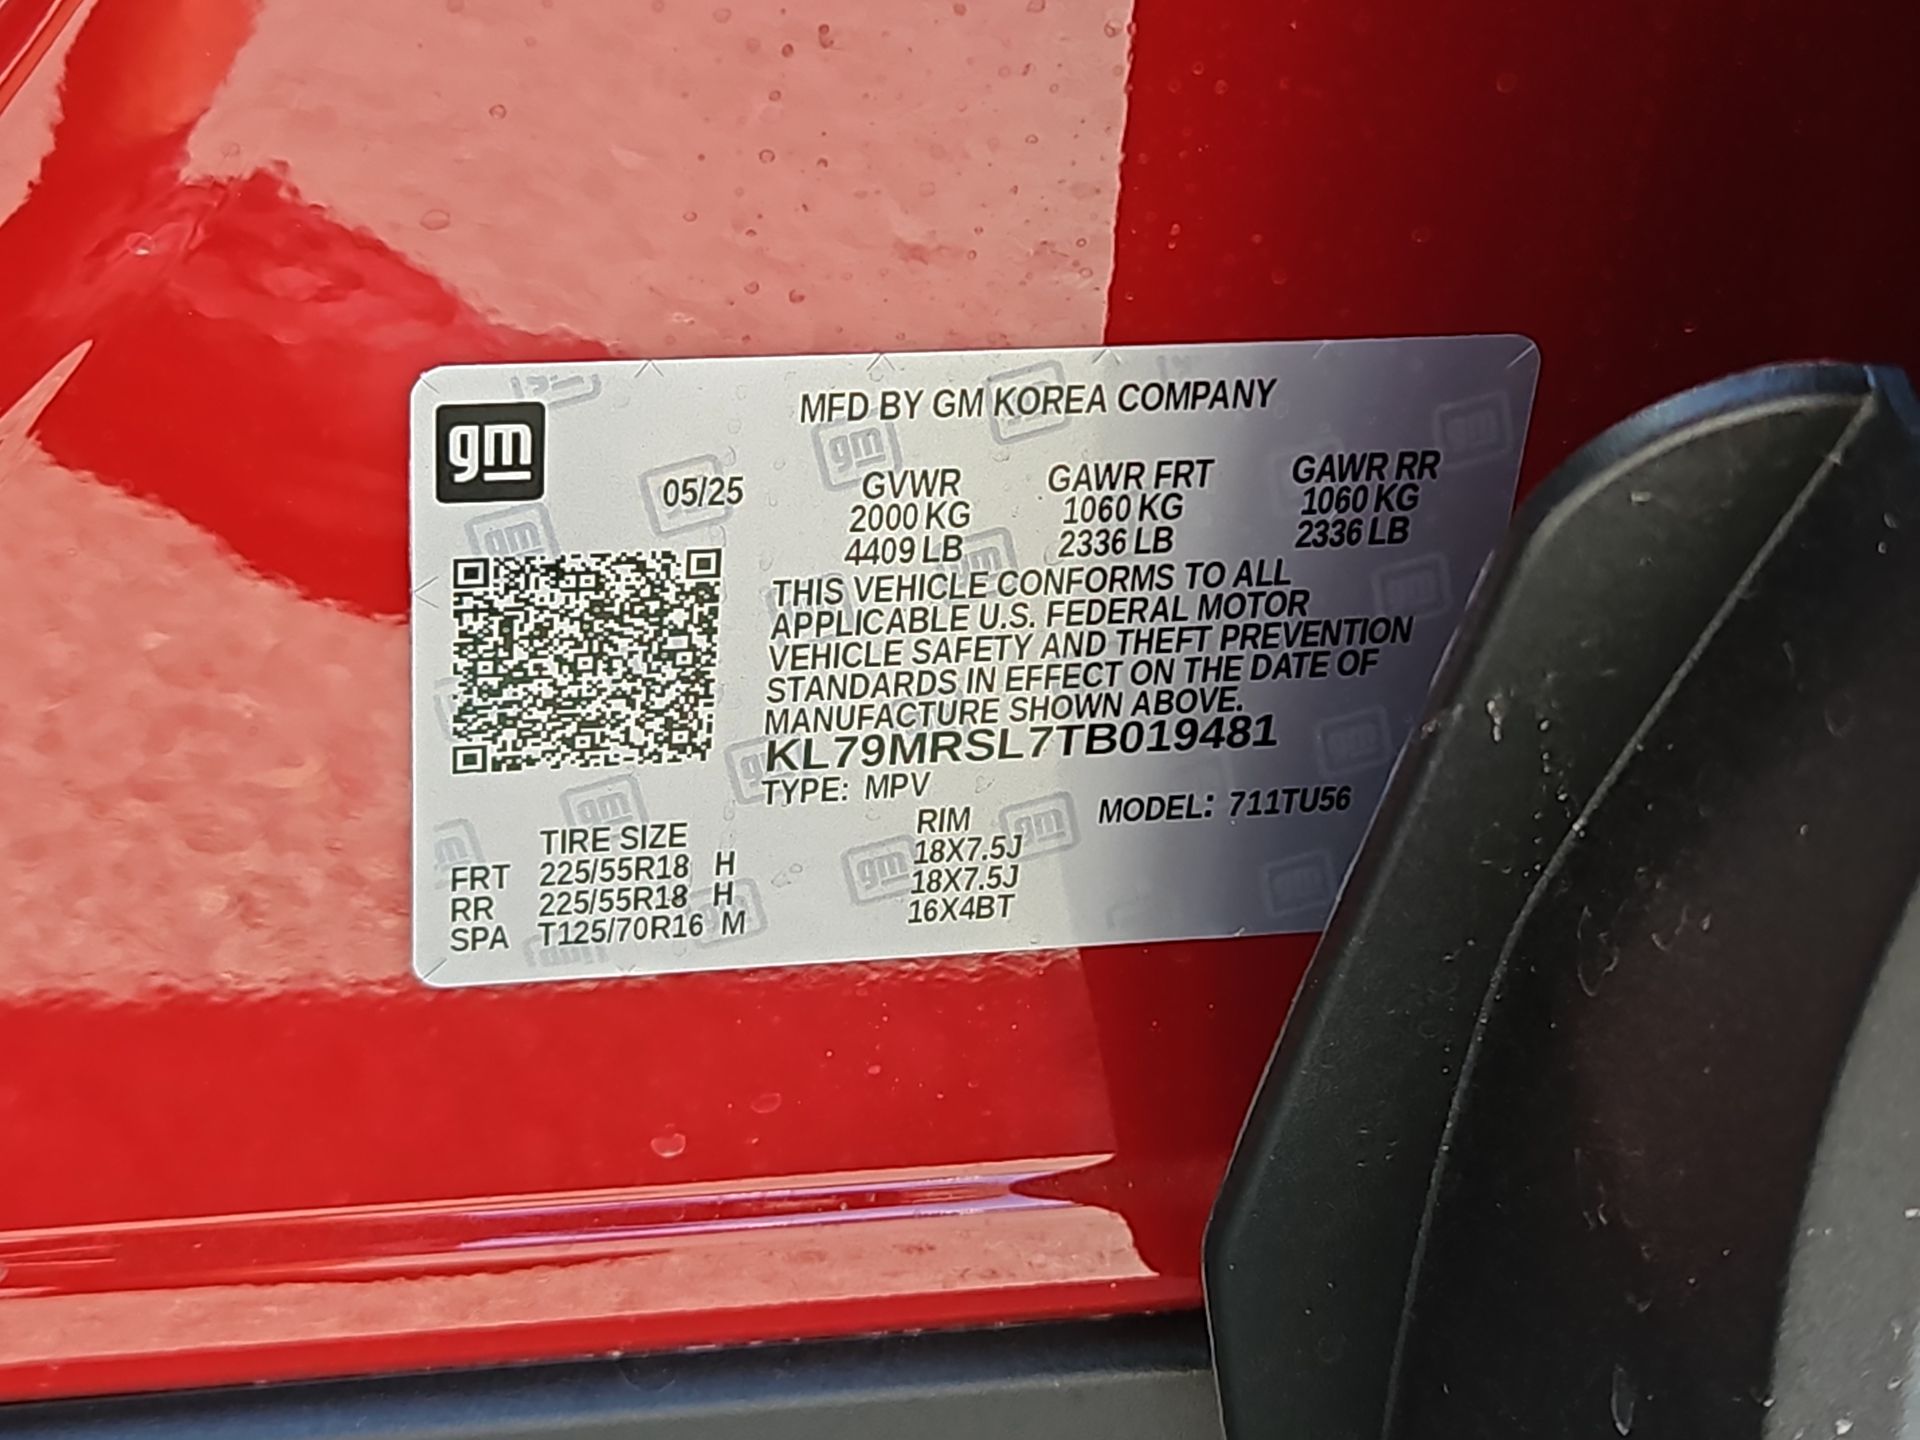 gm
MFD BY GM KOREA COMPANY
05/25 GVWR GAWR FRT GAWR RR
2000 KG 1060 KG 1060 KG
4409 LB 2336 LB 2336 LB
THIS VEHICLE CONFORMS TO ALL
APPLICABLE U.S. FEDERAL MOTOR
VEHICLE SAFETY AND THEFT PREVENTION
STANDARDS IN EFFECT ON THE DATE OF
MANUFACTURE SHOWN ABOVE.
KL79MRSL7TB019481
TYPE: MPV MODEL: 711TU56
TIRE SIZE RIM
FRT 225/55R18 H 18X7.5J
RR 225/55R18 H 18X7.5J
SPA T125/70R16 M 16X4BT